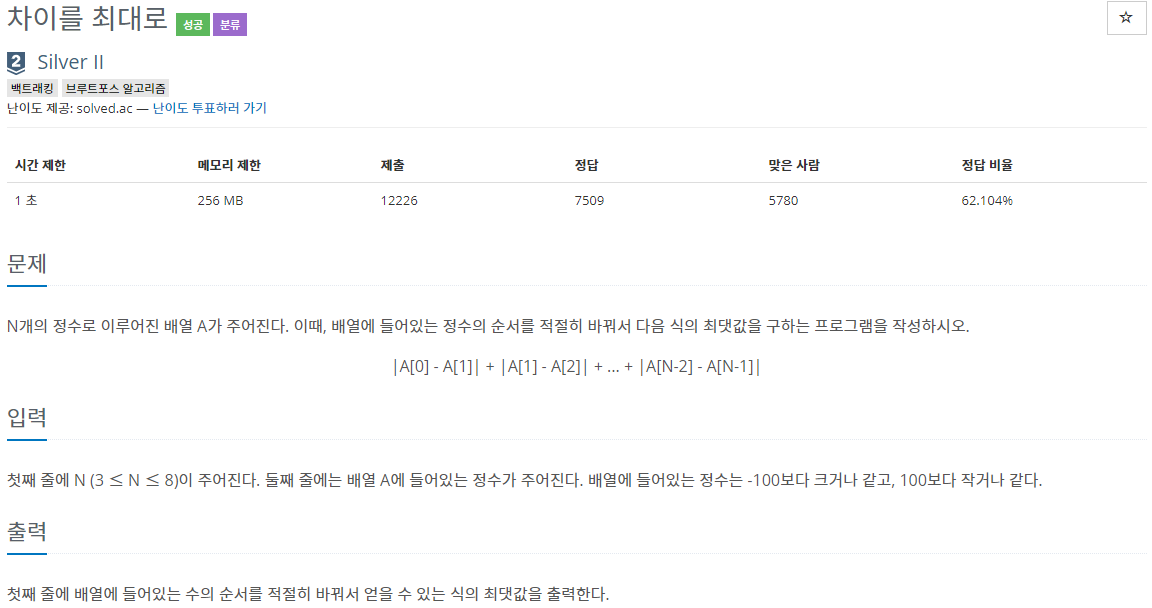 차이를 최대로 성공 분류
☆
2 Silver II
백트래킹 브루트포스 알고리즘
난이도 제공: solved.ac — 난이도 투표하러 가기
시간 제한 메모리 제한 제출 정답 맞은 사람 정답 비율
1 초 256 MB 12226 7509 5780 62.104%
문제
N개의 정수로 이루어진 배열 A가 주어진다. 이때, 배열에 들어있는 정수의 순서를 적절히 바꿔서 다음 식의 최댓값을 구하는 프로그램을 작성하시오.
|A[0] - A[1]| + |A[1] - A[2]| + ... + |A[N-2] - A[N-1]|
입력
첫째 줄에 N (3 ≤ N ≤ 8)이 주어진다. 둘째 줄에는 배열 A에 들어있는 정수가 주어진다. 배열에 들어있는 정수는 -100보다 크거나 같고, 100보다 작거나 같다.
출력
첫째 줄에 배열에 들어있는 수의 순서를 적절히 바꿔서 얻을 수 있는 식의 최댓값을 출력한다.